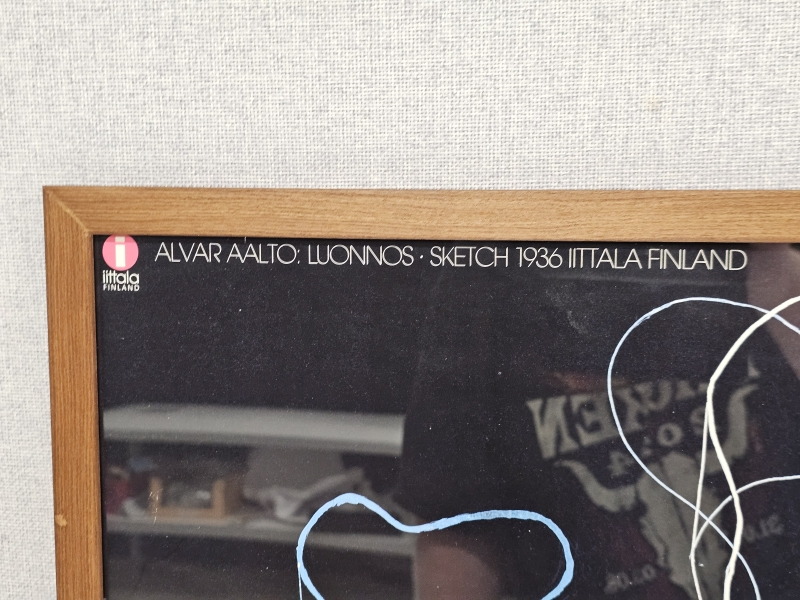 ALVAR AALTO: LUONNOS · SKETCH 1936 IITTALA FINLAND
i
iittala
FINLAND